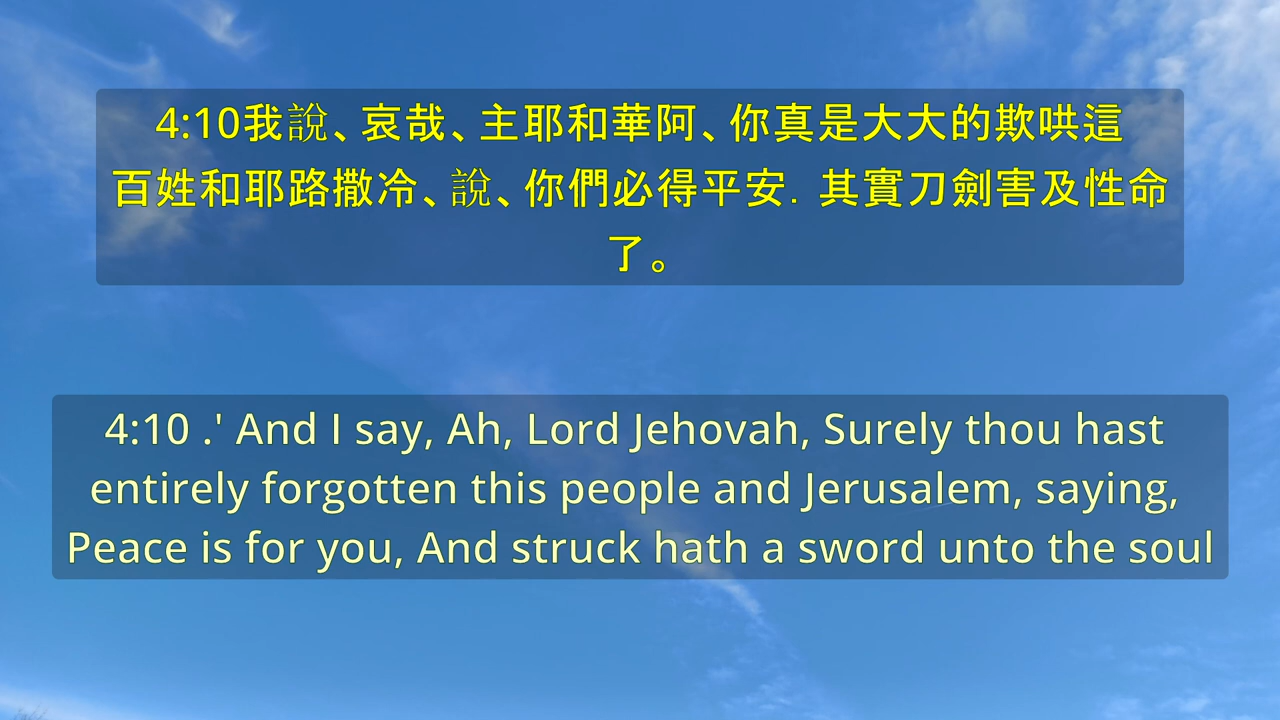 4:10我說、哀哉、主耶和華阿、你真是大大的欺哄這
百姓和耶路撒冷、說、你們必得平安．其實刀劍害及性命
了。
4:10 .' And I say, Ah, Lord Jehovah, Surely thou hast
entirely forgotten this people and Jerusalem, saying,
Peace is for you, And struck hath a sword unto the soul